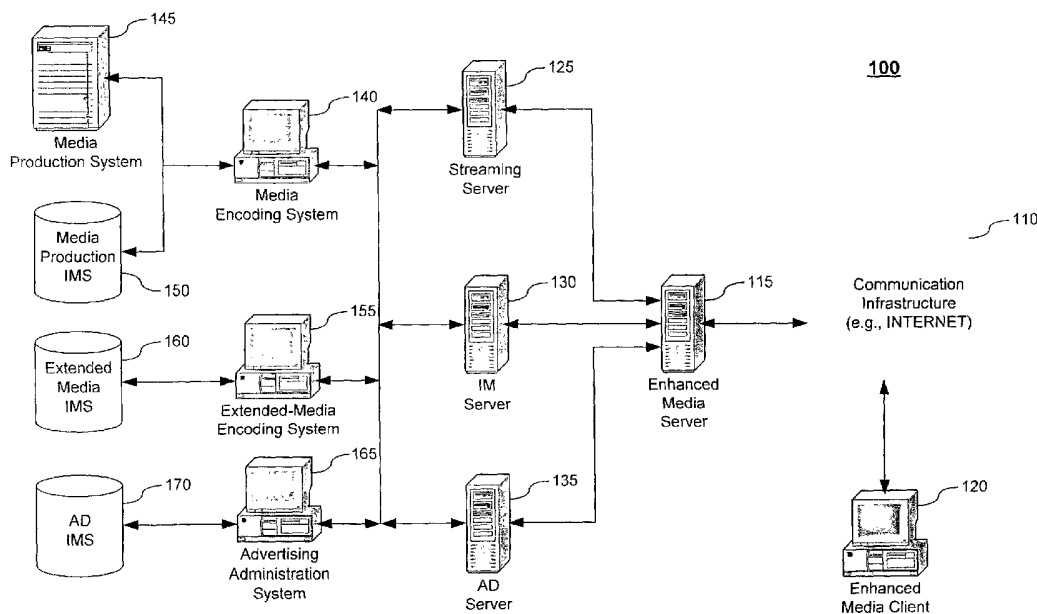 145
Media
Production System
140
Media
Encoding System
125
Streaming
Server
100
Media
Production
IMS
150
110
Communication
Infrastructure
(e.g., INTERNET)
130
IM
Server
115
Enhanced
Media
Server
160
Extended
Media
IMS
155
Extended-Media
Encoding System
170
AD
IMS
165
Advertising
Administration
System
135
AD
Server
120
Enhanced
Media Client